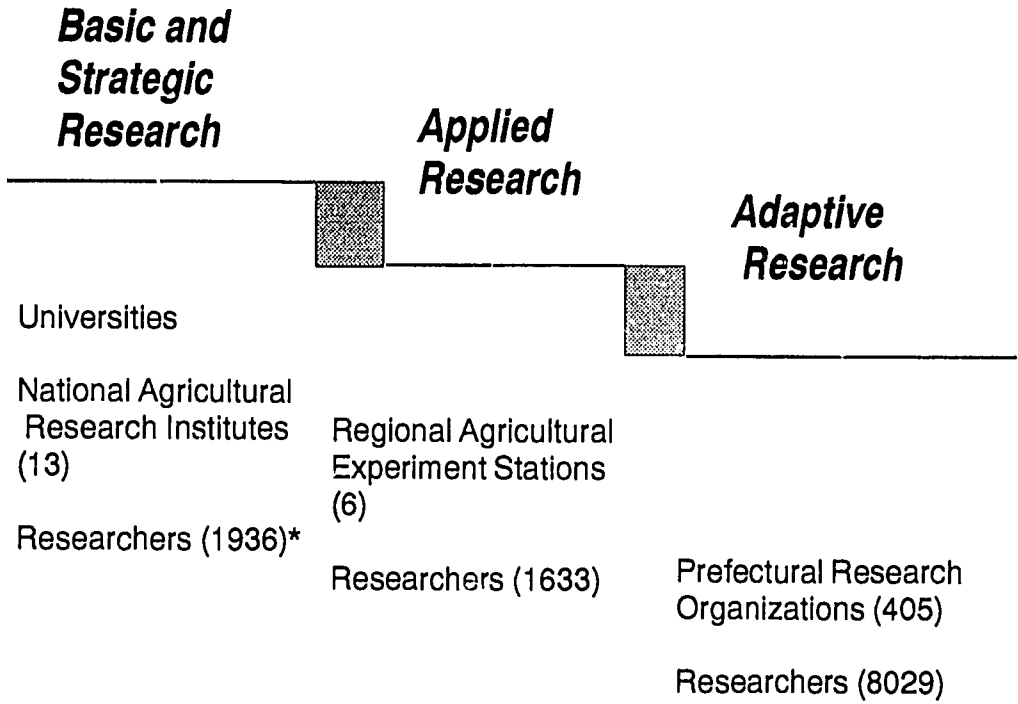 Basic and
Strategic
Research
Applied
Research
Adaptive
Research
Universities
National Agricultural
Research Institutes
(13)
Researchers (1936)*
Regional Agricultural
Experiment Stations
(6)
Researchers (1633)
Prefectural Research
Organizations (405)
Researchers (8029)